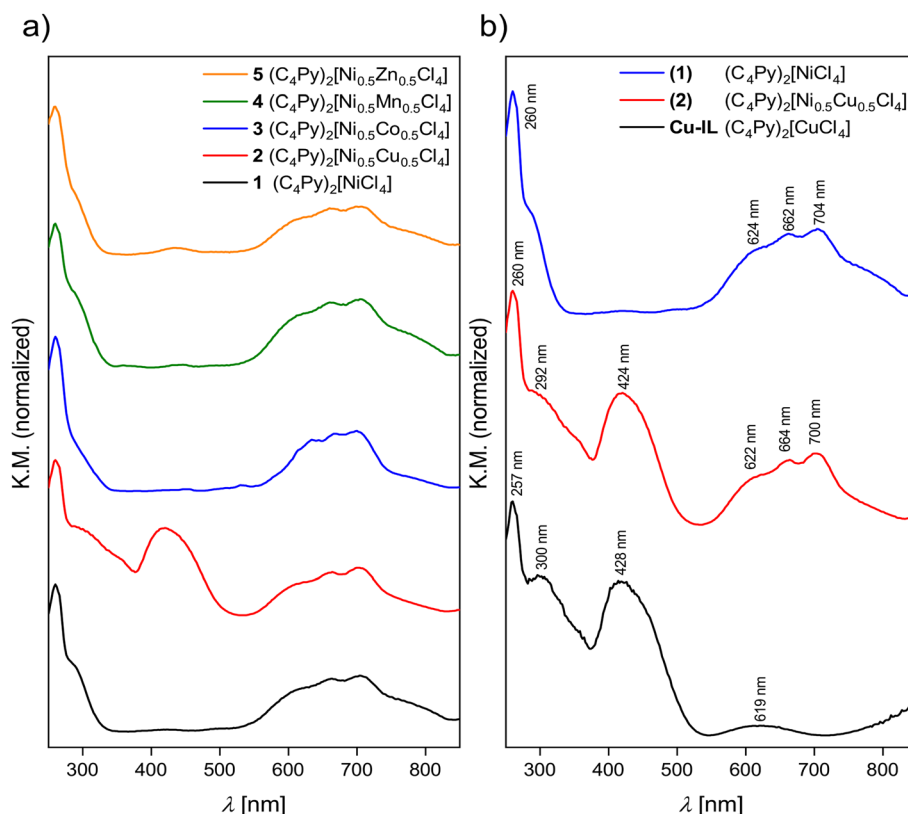 a)
5 (C₄Py)₂[Ni₀.₅Zn₀.₅Cl₄]
4 (C₄Py)₂[Ni₀.₅Mn₀.₅Cl₄]
3 (C₄Py)₂[Ni₀.₅Co₀.₅Cl₄]
2 (C₄Py)₂[Ni₀.₅Cu₀.₅Cl₄]
1 (C₄Py)₂[NiCl₄]
K.M. (normalized)
300 400 500 600 700 800
λ [nm]
b)
(1) (C₄Py)₂[NiCl₄]
(2) (C₄Py)₂[Ni₀.₅Cu₀.₅Cl₄]
Cu-IL (C₄Py)₂[CuCl₄]
260 nm
624 nm
662 nm
704 nm
260 nm
292 nm
424 nm
622 nm
664 nm
700 nm
257 nm
300 nm
428 nm
619 nm
K.M. (normalized)
300 400 500 600 700 800
λ [nm]